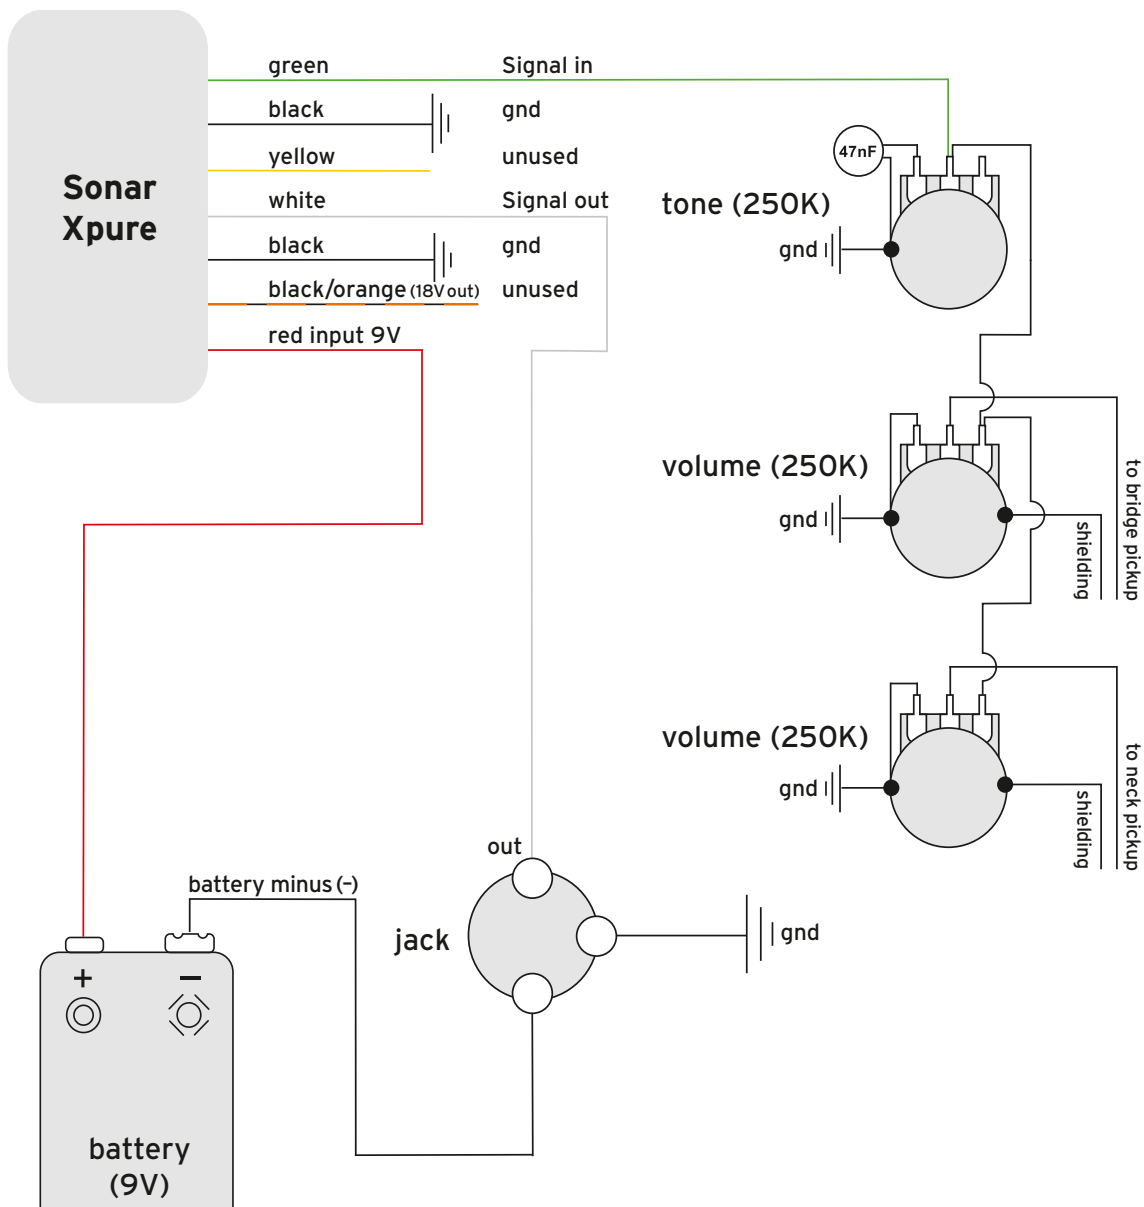 Sonar
Xpure
green
Signal in
black
gnd
yellow
unused
white
Signal out
black
gnd
black/orange (18V out)
unused
red input 9V
47nF
tone (250K)
gnd
volume (250K)
gnd
shielding
to bridge pickup
volume (250K)
gnd
shielding
to neck pickup
out
battery minus (-)
jack
gnd
+
−
battery
(9V)